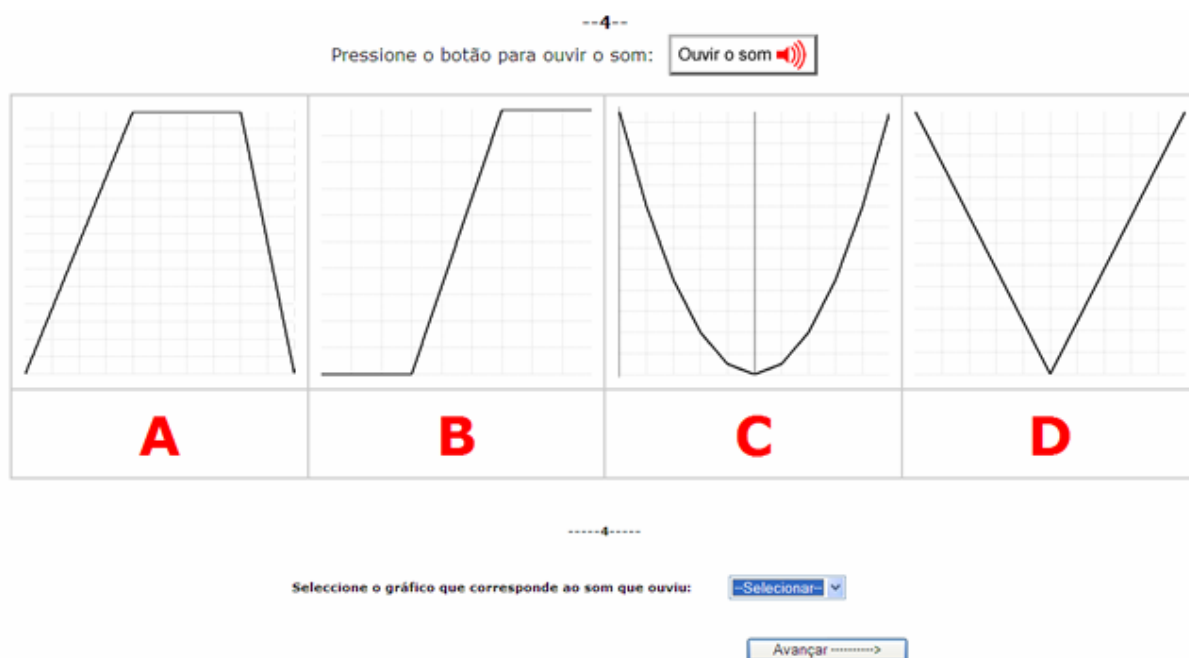 --4--
Pressione o botão para ouvir o som: Ouvir o som
A B C D
-----4-----
Seleccione o gráfico que corresponde ao som que ouviu: --Selecionar--
Avançar ---------->